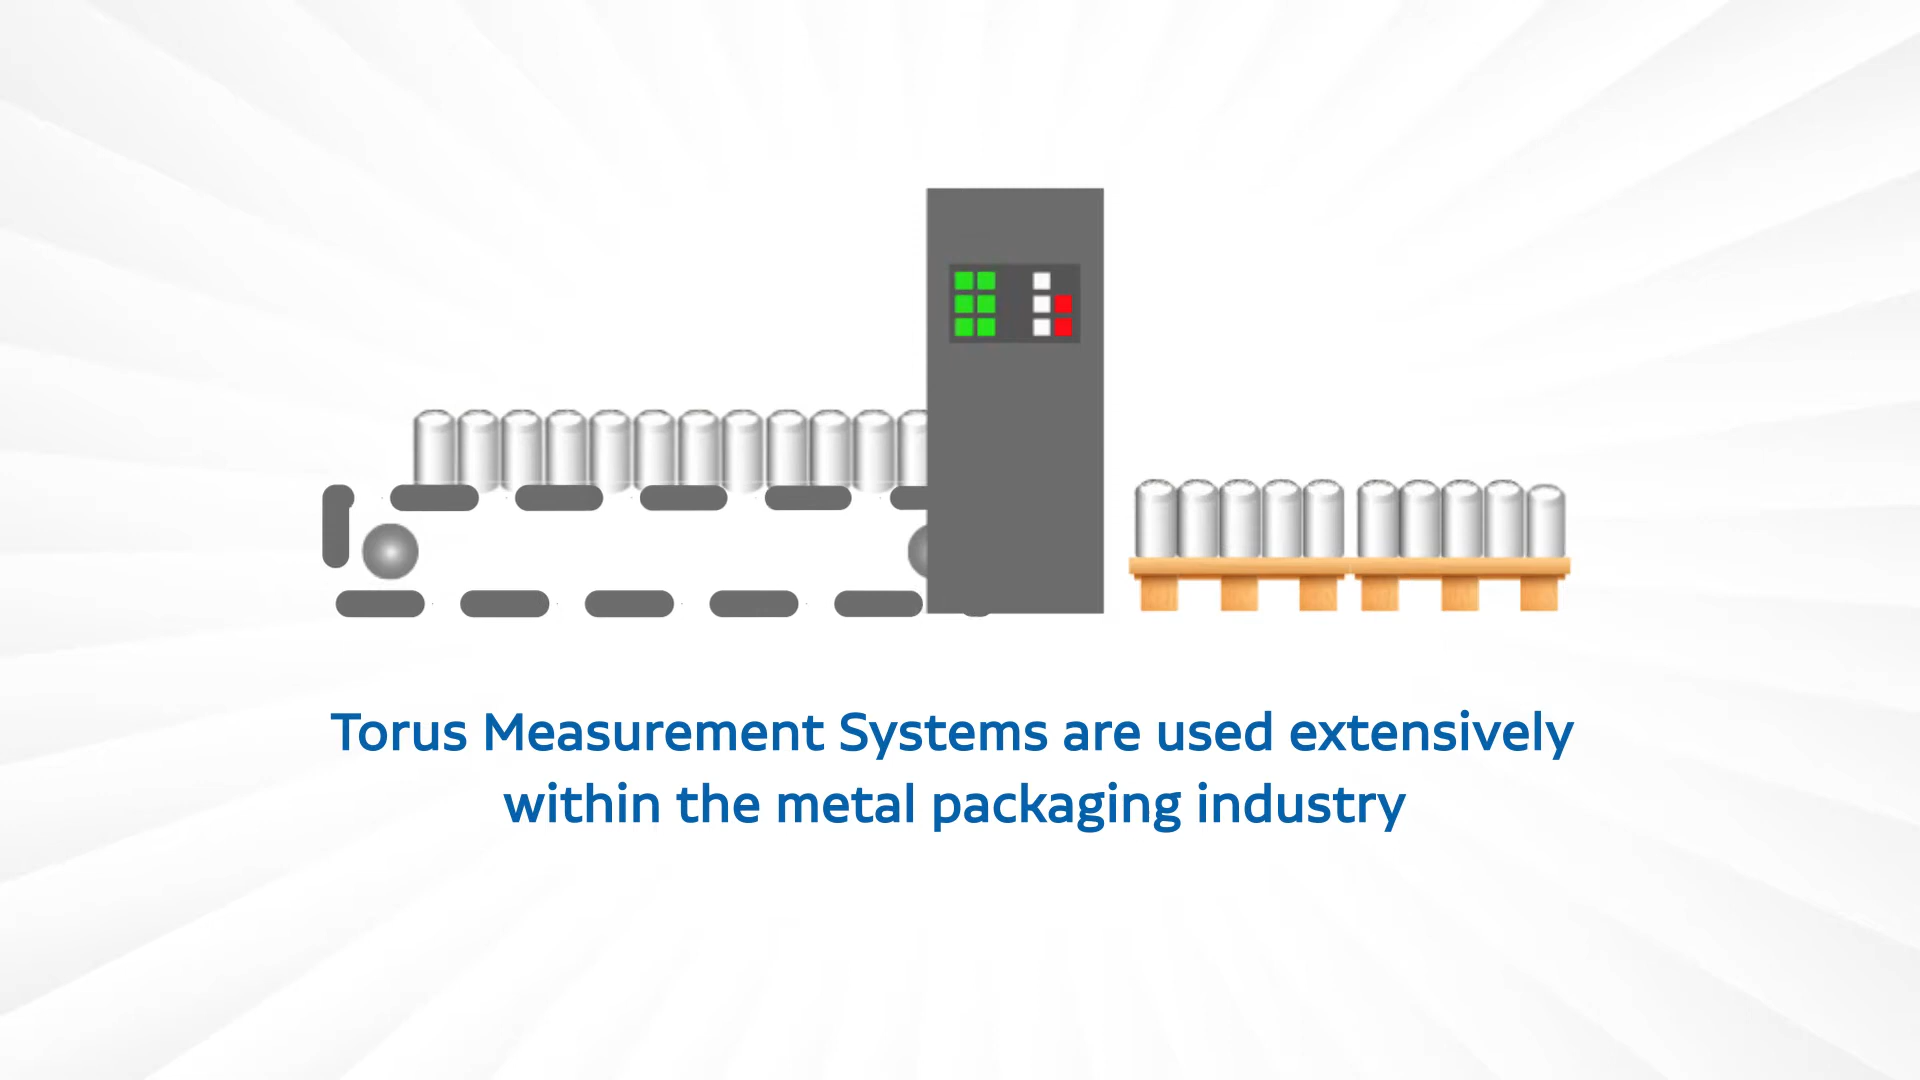 Torus Measurement Systems are used extensively
within the metal packaging industry